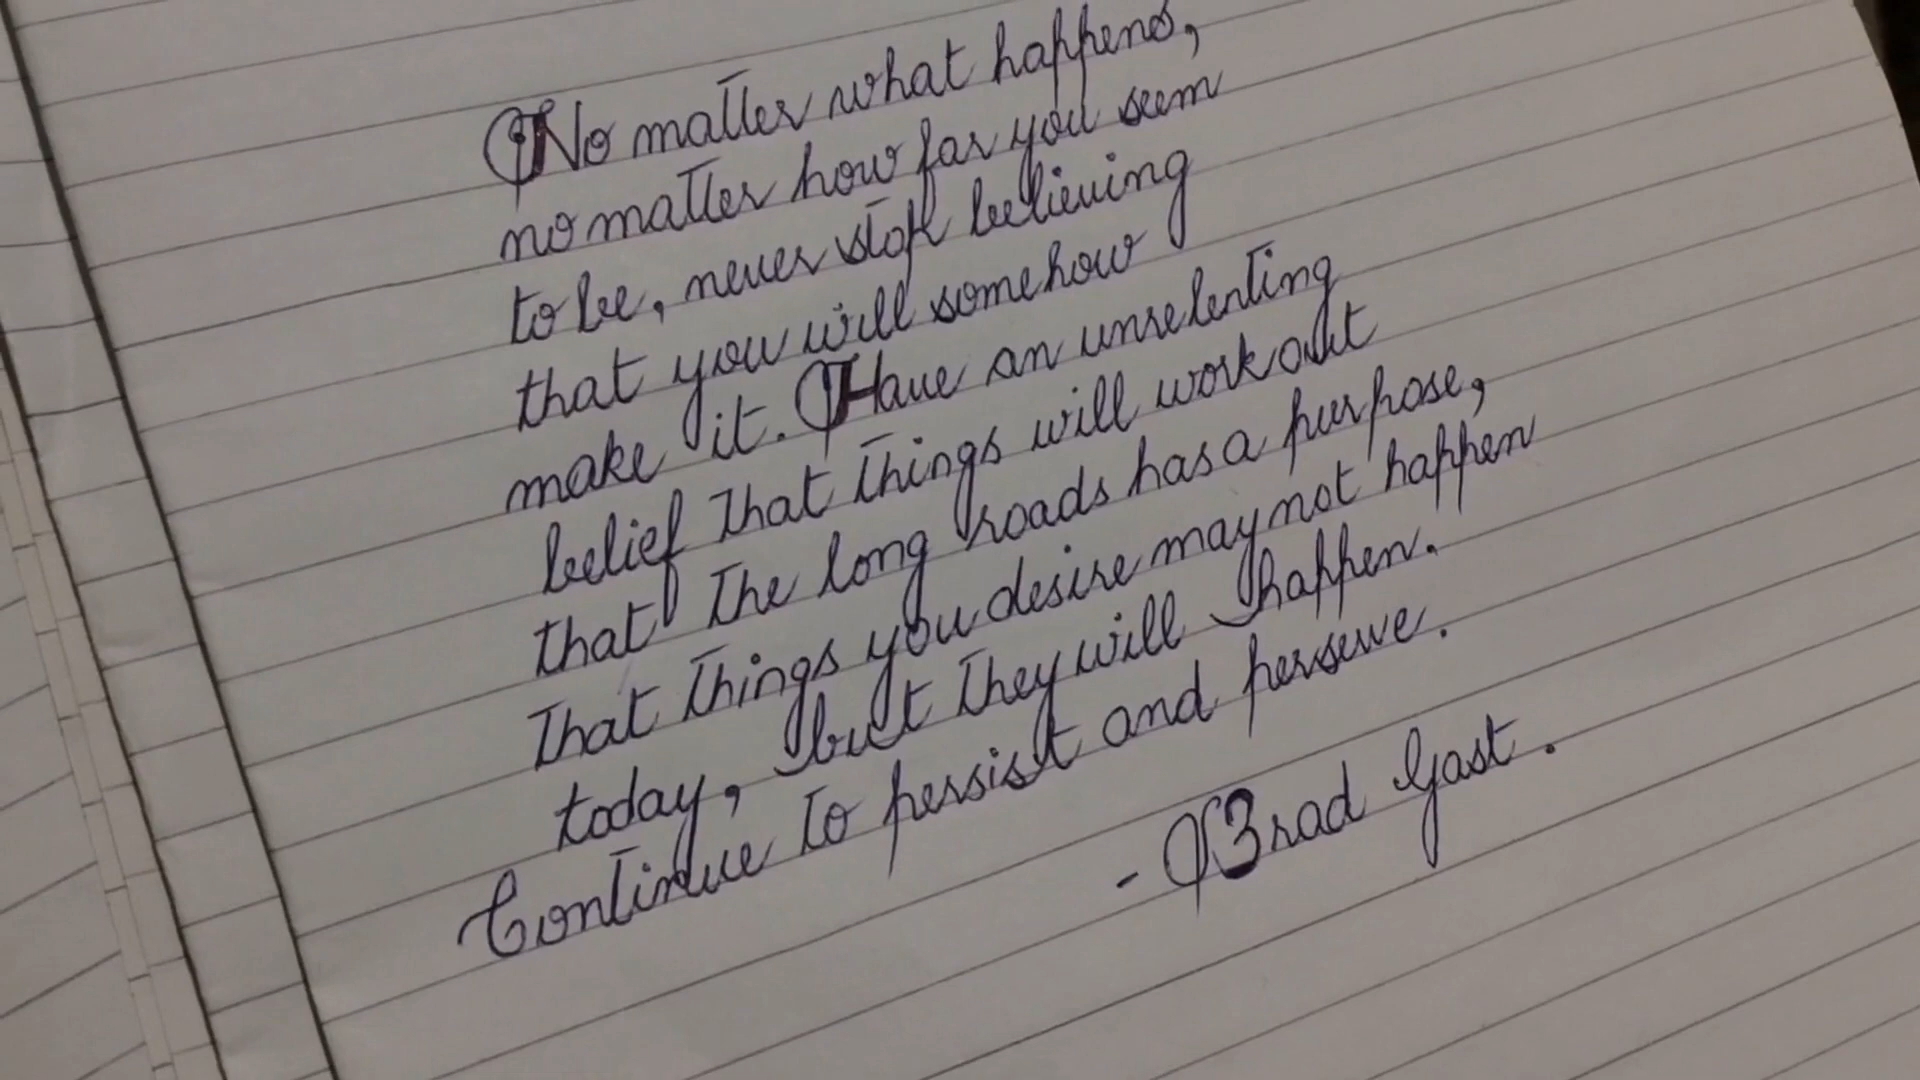 No matter what happens,
no matter how far you seem
to be, never stop believing
that you will somehow
make it. Have an unrelenting
belief that things will work out
that the long roads has a purpose,
that things you desire may not happen
today, but they will happen.
Continue to persist and perseve.
- Brad Gast.